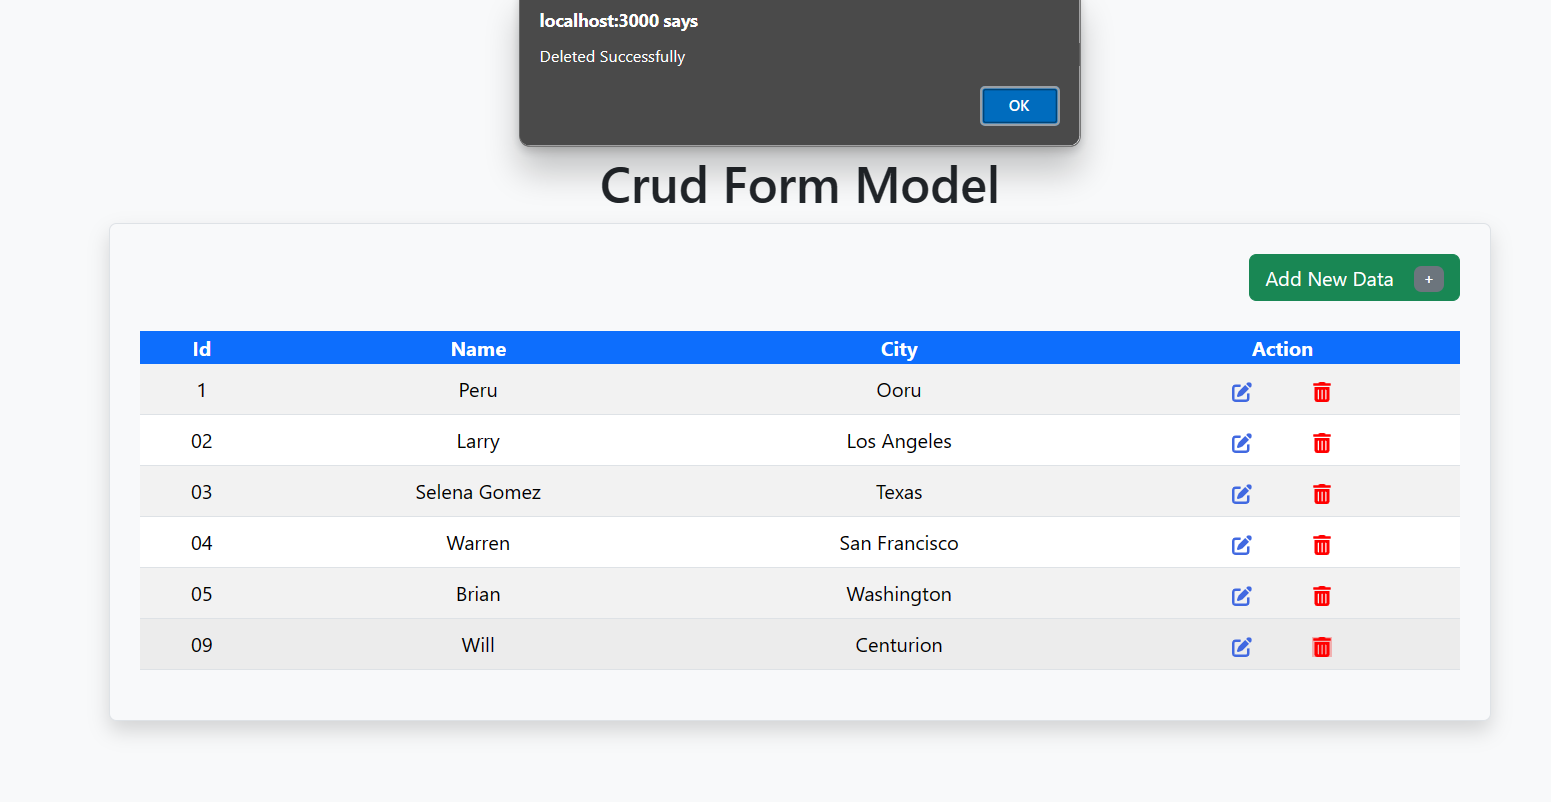 localhost:3000 says
Deleted Successfully
OK
Crud Form Model
Add New Data +
Id Name City Action
1 Peru Ooru
02 Larry Los Angeles
03 Selena Gomez Texas
04 Warren San Francisco
05 Brian Washington
09 Will Centurion